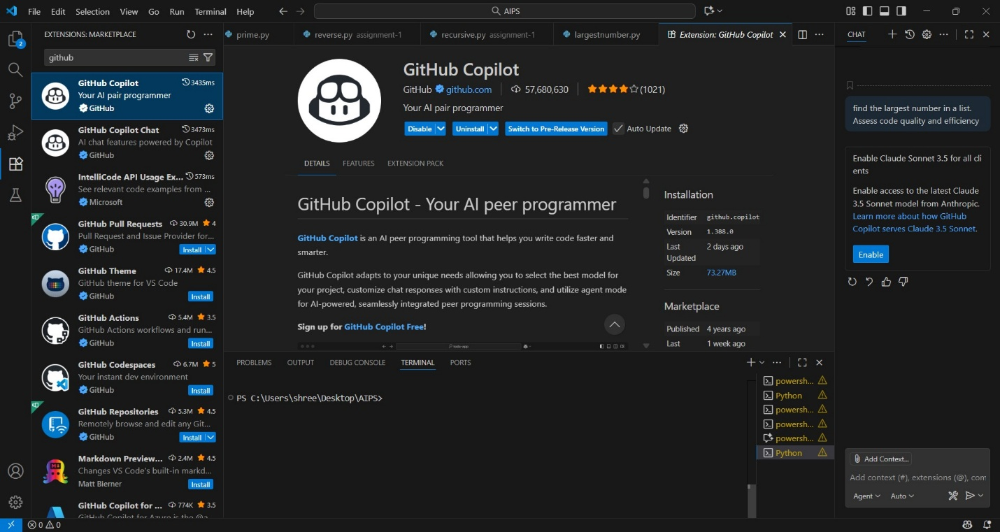 File Edit Selection View Go Run Terminal Help
AIPS
EXTENSIONS: MARKETPLACE
github
GitHub Copilot 3435ms
Your AI pair programmer
GitHub
GitHub Copilot Chat 3473ms
AI chat features powered by Copilot
GitHub
IntelliCode API Usage Ex... 573ms
See relevant code examples from ...
Microsoft
GitHub Pull Requests 30.9M 4
Pull Request and Issue Provider for...
GitHub Install
GitHub Theme 17.4M 4.5
GitHub theme for VS Code
GitHub Install
GitHub Actions 5.4M 3.5
GitHub Actions workflows and run...
GitHub Install
GitHub Codespaces 6.7M 5
Your instant dev environment
GitHub Install
GitHub Repositories 5.3M 4.5
Remotely browse and edit any Git...
GitHub Install
Markdown Preview... 2.4M 4.5
Changes VS Code's built-in markd...
Matt Bierner Install
GitHub Copilot for ... 774K 3.5
GitHub Copilot for Azure is the @a...
2
prime.py reverse.py assignment-1 recursive.py assignment-1 largestnumber.py Extension: GitHub Copilot
GitHub Copilot
GitHub github.com 57,680,630 (1021)
Your AI pair programmer
Disable Uninstall Switch to Pre-Release Version Auto Update
DETAILS FEATURES EXTENSION PACK
GitHub Copilot - Your AI peer programmer
GitHub Copilot is an AI peer programming tool that helps you write code faster and
smarter.
GitHub Copilot adapts to your unique needs allowing you to select the best model for
your project, customize chat responses with custom instructions, and utilize agent mode
for AI-powered, seamlessly integrated peer programming sessions.
Sign up for GitHub Copilot Free!
todo-app
Installation
Identifier github.copilot
Version 1.388.0
Last 2 days ago
Updated
Size 73.27MB
Marketplace
Published 4 years ago
Last 1 week ago
PROBLEMS OUTPUT DEBUG CONSOLE TERMINAL PORTS
PS C:\Users\shree\Desktop\AIPS>
powersh...
Python
powersh...
powersh...
powersh...
Python
CHAT
find the largest number in a list.
Assess code quality and efficiency
Enable Claude Sonnet 3.5 for all cli
ents
Enable access to the latest Claude
3.5 Sonnet model from Anthropic.
Learn more about how GitHub
Copilot serves Claude 3.5 Sonnet.
Enable
Add Context...
Add context (#), extensions (@), com
Agent Auto
0 0